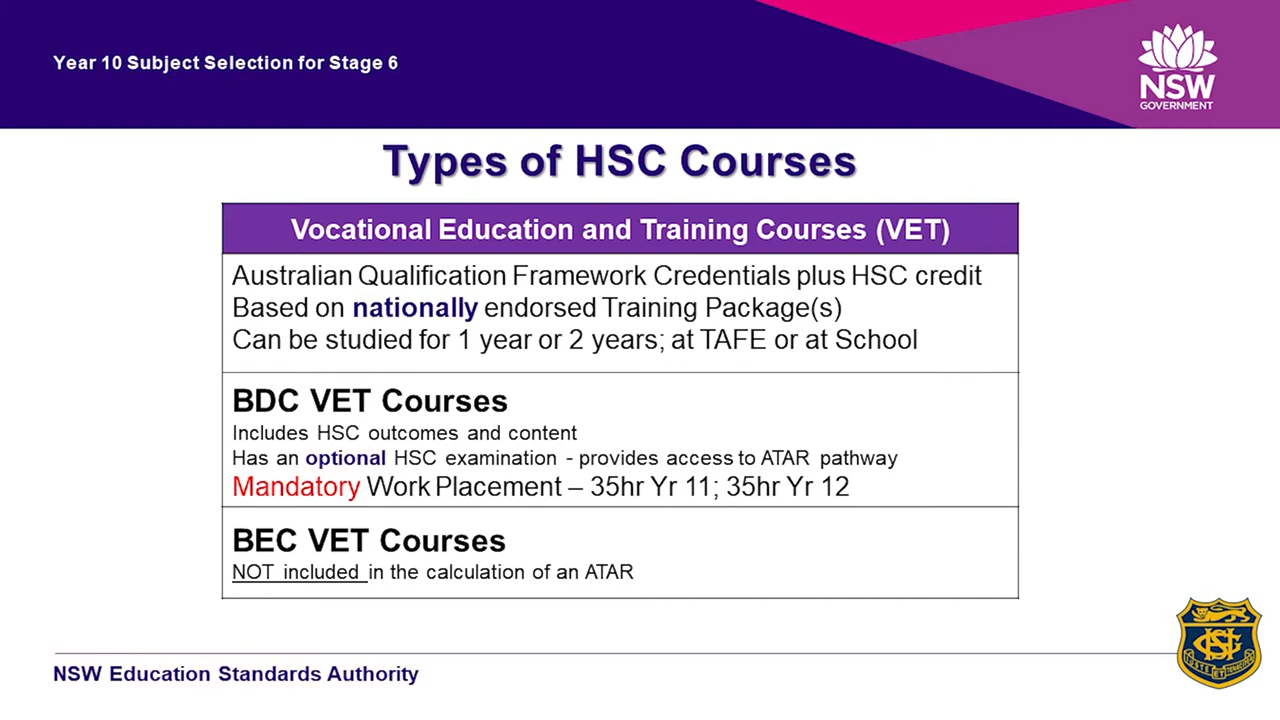 Year 10 Subject Selection for Stage 6
NSW
GOVERNMENT
Types of HSC Courses
Vocational Education and Training Courses (VET)
Australian Qualification Framework Credentials plus HSC credit
Based on nationally endorsed Training Package(s)
Can be studied for 1 year or 2 years; at TAFE or at School
BDC VET Courses
Includes HSC outcomes and content
Has an optional HSC examination - provides access to ATAR pathway
Mandatory Work Placement – 35hr Yr 11; 35hr Yr 12
BEC VET Courses
NOT included in the calculation of an ATAR
NSW Education Standards Authority